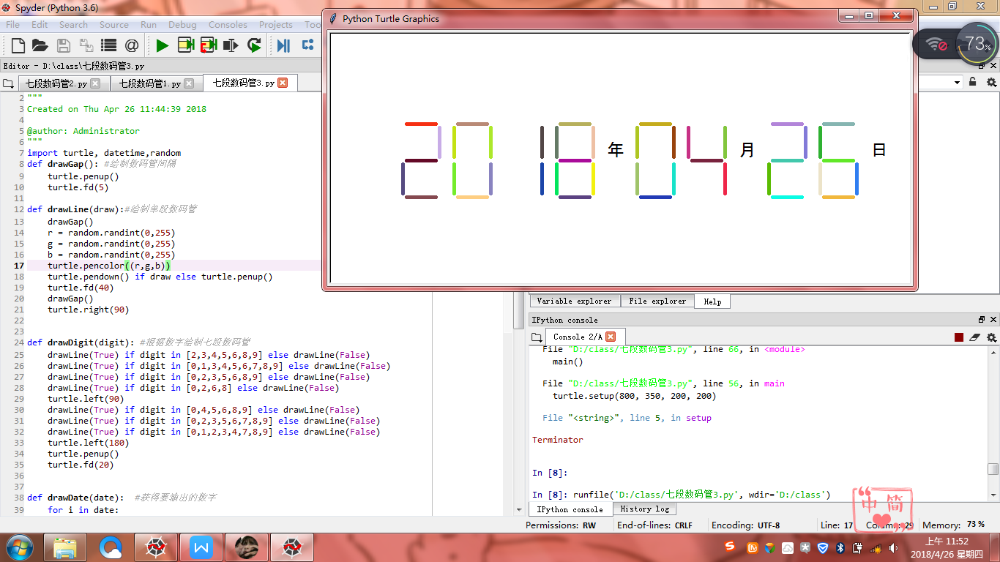 Spyder (Python 3.6)
File Edit Search Source Run Debug Consoles Projects
Editor - D:\class\七段数码管3.py
七段数码管2.py 七段数码管1.py 七段数码管3.py
2 """
3 Created on Thu Apr 26 11:44:39 2018
4
5 @author: Administrator
6 """
7 import turtle, datetime,random
8 def drawGap(): #绘制数码管间隔
9 turtle.penup()
10 turtle.fd(5)
11
12 def drawLine(draw):#绘制单段数码管
13 drawGap()
14 r = random.randint(0,255)
15 g = random.randint(0,255)
16 b = random.randint(0,255)
17 turtle.pencolor((r,g,b))
18 turtle.pendown() if draw else turtle.penup()
19 turtle.fd(40)
20 drawGap()
21 turtle.right(90)
22
23
24 def drawDigit(digit): #根据数字绘制七段数码管
25 drawLine(True) if digit in [2,3,4,5,6,8,9] else drawLine(False)
26 drawLine(True) if digit in [0,1,3,4,5,6,7,8,9] else drawLine(False)
27 drawLine(True) if digit in [0,2,3,5,6,8,9] else drawLine(False)
28 drawLine(True) if digit in [0,2,6,8] else drawLine(False)
29 turtle.left(90)
30 drawLine(True) if digit in [0,4,5,6,8,9] else drawLine(False)
31 drawLine(True) if digit in [0,2,3,5,6,7,8,9] else drawLine(False)
32 drawLine(True) if digit in [0,1,2,3,4,7,8,9] else drawLine(False)
33 turtle.left(180)
34 turtle.penup()
35 turtle.fd(20)
36
37
38 def drawDate(date): #获得要输出的数字
39 for i in date:
Python Turtle Graphics
2018年04月26日
73%
Variable explorer File explorer Help
IPython console
Console 2/A
File "D:/class/七段数码管3.py", line 66, in <module>
main()
File "D:/class/七段数码管3.py", line 56, in main
turtle.setup(800, 350, 200, 200)
File "<string>", line 5, in setup
Terminator
In [8]:
In [8]: runfile('D:/class/七段数码管3.py', wdir='D:/class')
IPython console History log
中 简
Permissions: RW End-of-lines: CRLF Encoding: UTF-8 Line: 17 Column: 29 Memory: 73 %
上午 11:52
2018/4/26 星期四